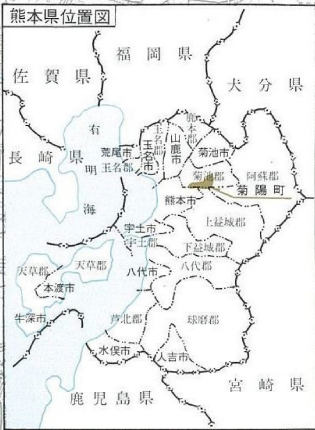 熊本県位置図
福岡県
佐賀県
大分県
長崎県
有明海
荒尾市
玉名郡
玉名市
玉名郡
山鹿市
鹿本郡
菊池市
菊池郡
阿蘇郡
菊陽町
熊本市
上益城郡
宇土市
宇土郡
下益城郡
八代市
八代郡
天草郡
天草郡
本渡市
牛深市
芦北郡
球磨郡
水俣市
人吉市
鹿児島県
宮崎県